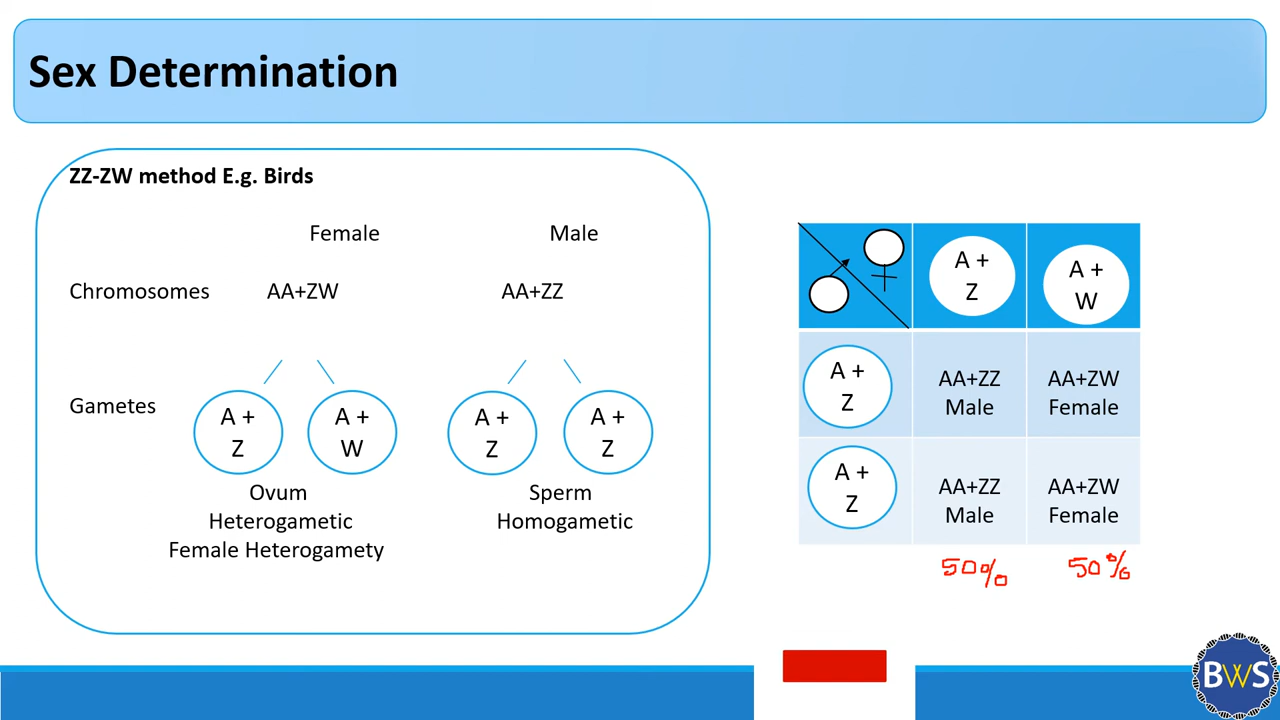 Sex Determination
ZZ-ZW method E.g. Birds
Female Male
Chromosomes AA+ZW AA+ZZ
Gametes
A +
Z
A +
W
A +
Z
A +
Z
Ovum
Heterogametic
Female Heterogamety
Sperm
Homogametic
A +
Z
A +
W
A +
Z
AA+ZZ
Male
AA+ZW
Female
A +
Z
AA+ZZ
Male
AA+ZW
Female
50% 50%
BWS